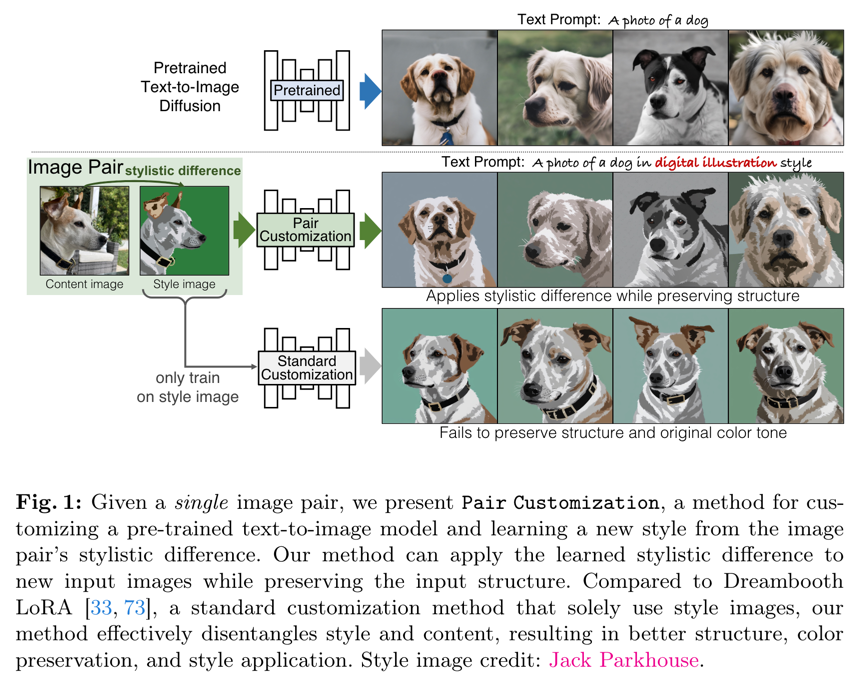 Text Prompt: A photo of a dog
Pretrained
Text-to-Image
Diffusion
Pretrained
Image Pair
stylistic difference
Content image
Style image
Pair
Customization
Text Prompt: A photo of a dog in digital illustration style
Applies stylistic difference while preserving structure
only train
on style image
Standard
Customization
Fails to preserve structure and original color tone
Fig. 1: Given a single image pair, we present Pair Customization, a method for cus-
tomizing a pre-trained text-to-image model and learning a new style from the image
pair's stylistic difference. Our method can apply the learned stylistic difference to
new input images while preserving the input structure. Compared to Dreambooth
LoRA [33, 73], a standard customization method that solely use style images, our
method effectively disentangles style and content, resulting in better structure, color
preservation, and style application. Style image credit: Jack Parkhouse.